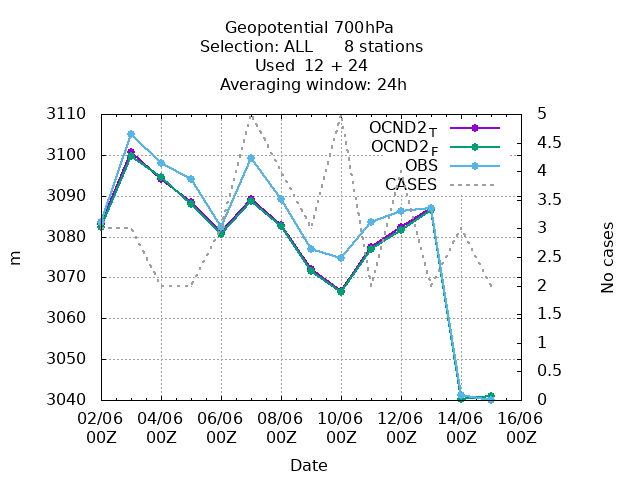 Geopotential 700hPa
Selection: ALL 8 stations
Used 12 + 24
Averaging window: 24h
3110
3100
3090
3080
3070
3060
3050
3040
m
OCND2 T
OCND2 F
OBS
CASES
5
4.5
4
3.5
3
2.5
2
1.5
1
0.5
0
No cases
02/06 04/06 06/06 08/06 10/06 12/06 14/06 16/06
00Z 00Z 00Z 00Z 00Z 00Z 00Z 00Z
Date